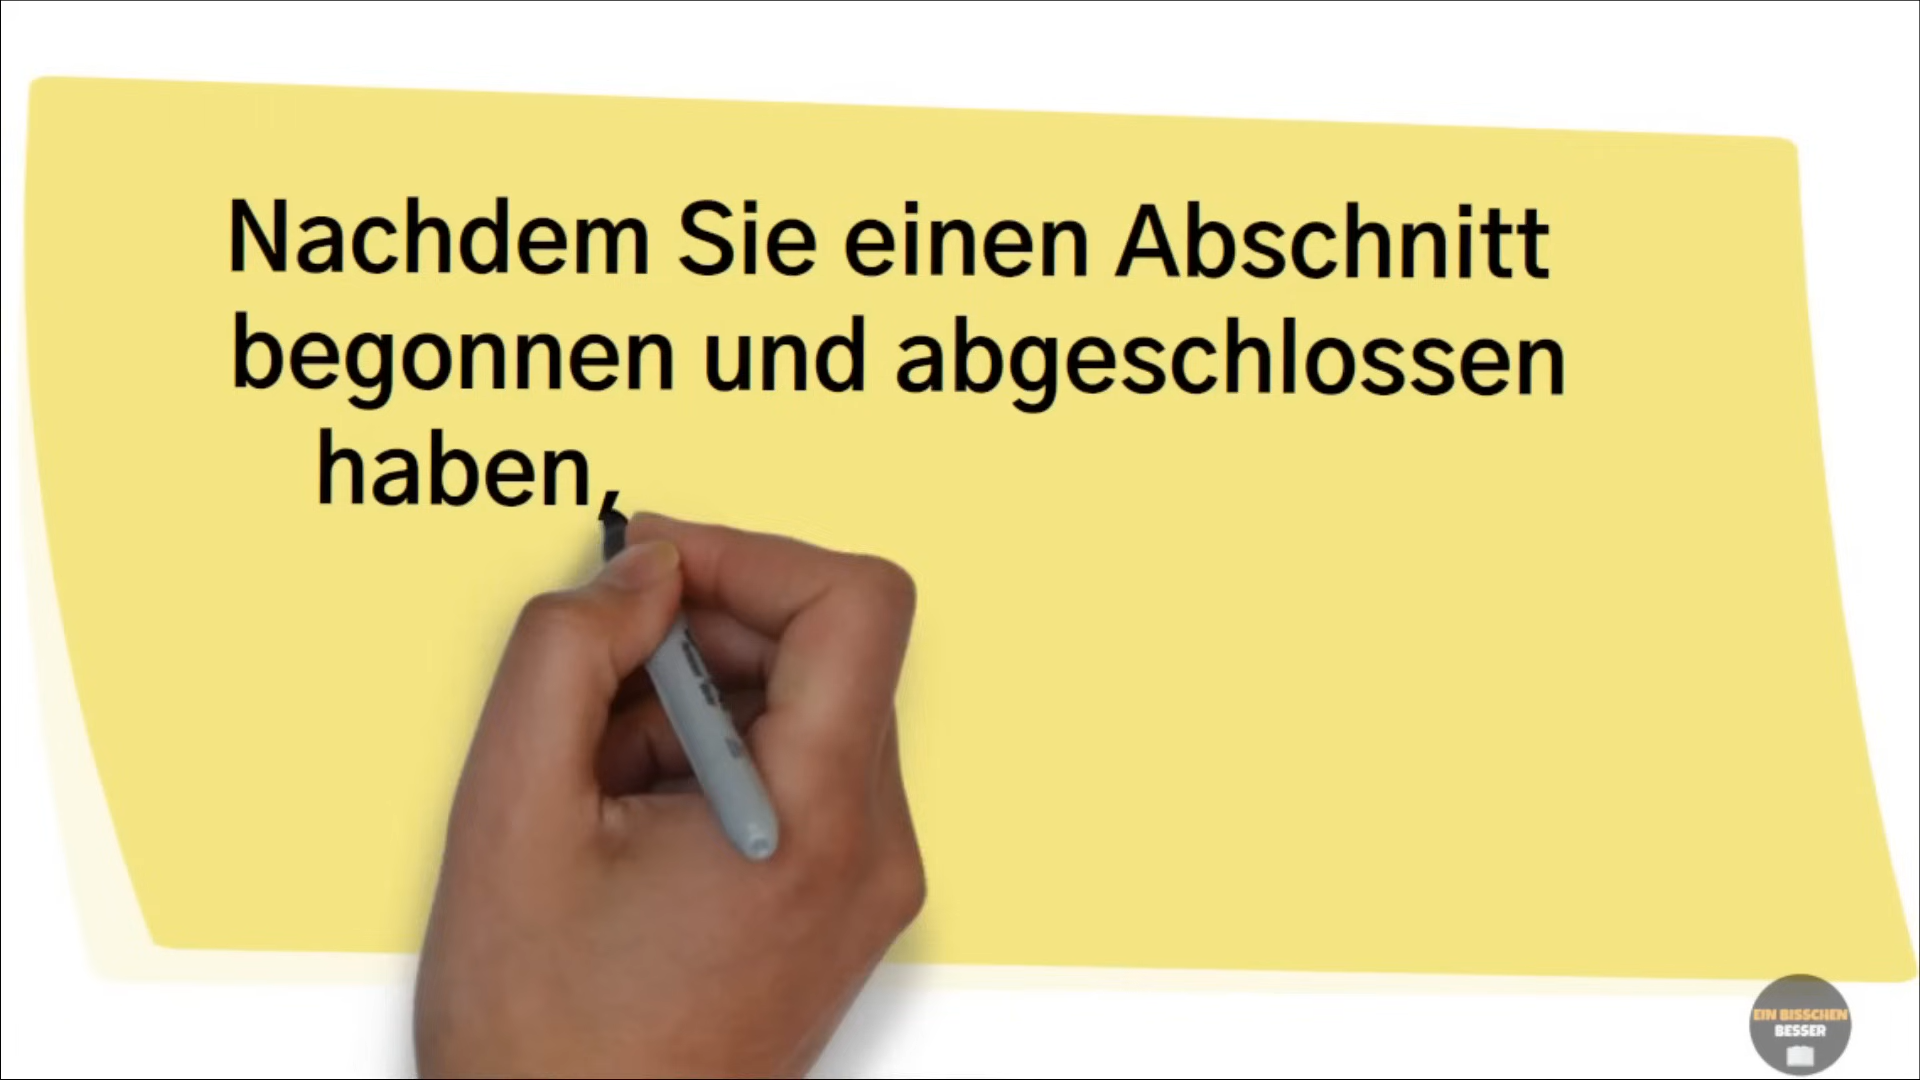 Nachdem Sie einen Abschnitt
begonnen und abgeschlossen
haben,
EIN BISSCHEN
BESSER